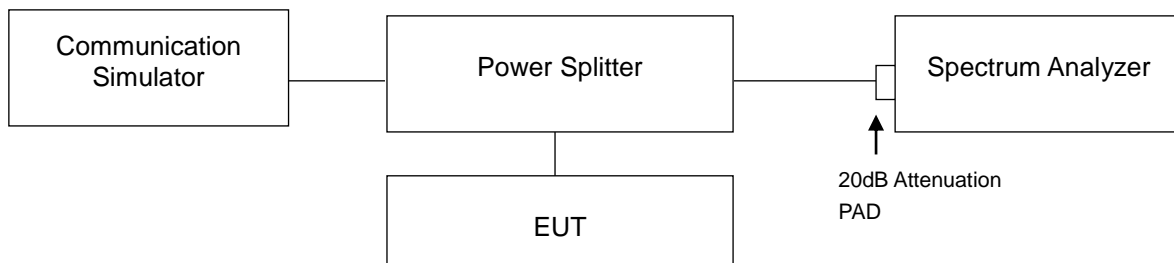 Communication
Simulator
Power Splitter
Spectrum Analyzer
20dB Attenuation
PAD
EUT